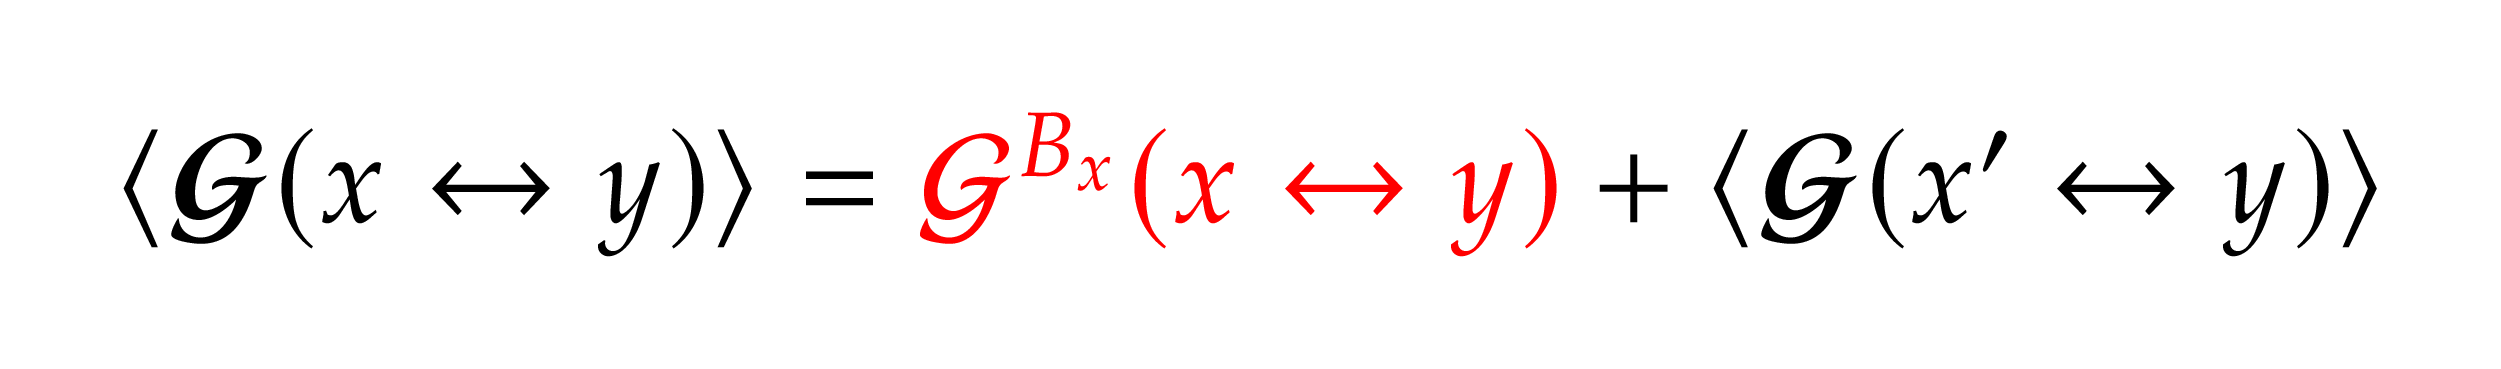 ⟨𝓖(x ↔ y)⟩ = 𝓖^{B_x}(x ↔ y) + ⟨𝓖(x′ ↔ y)⟩